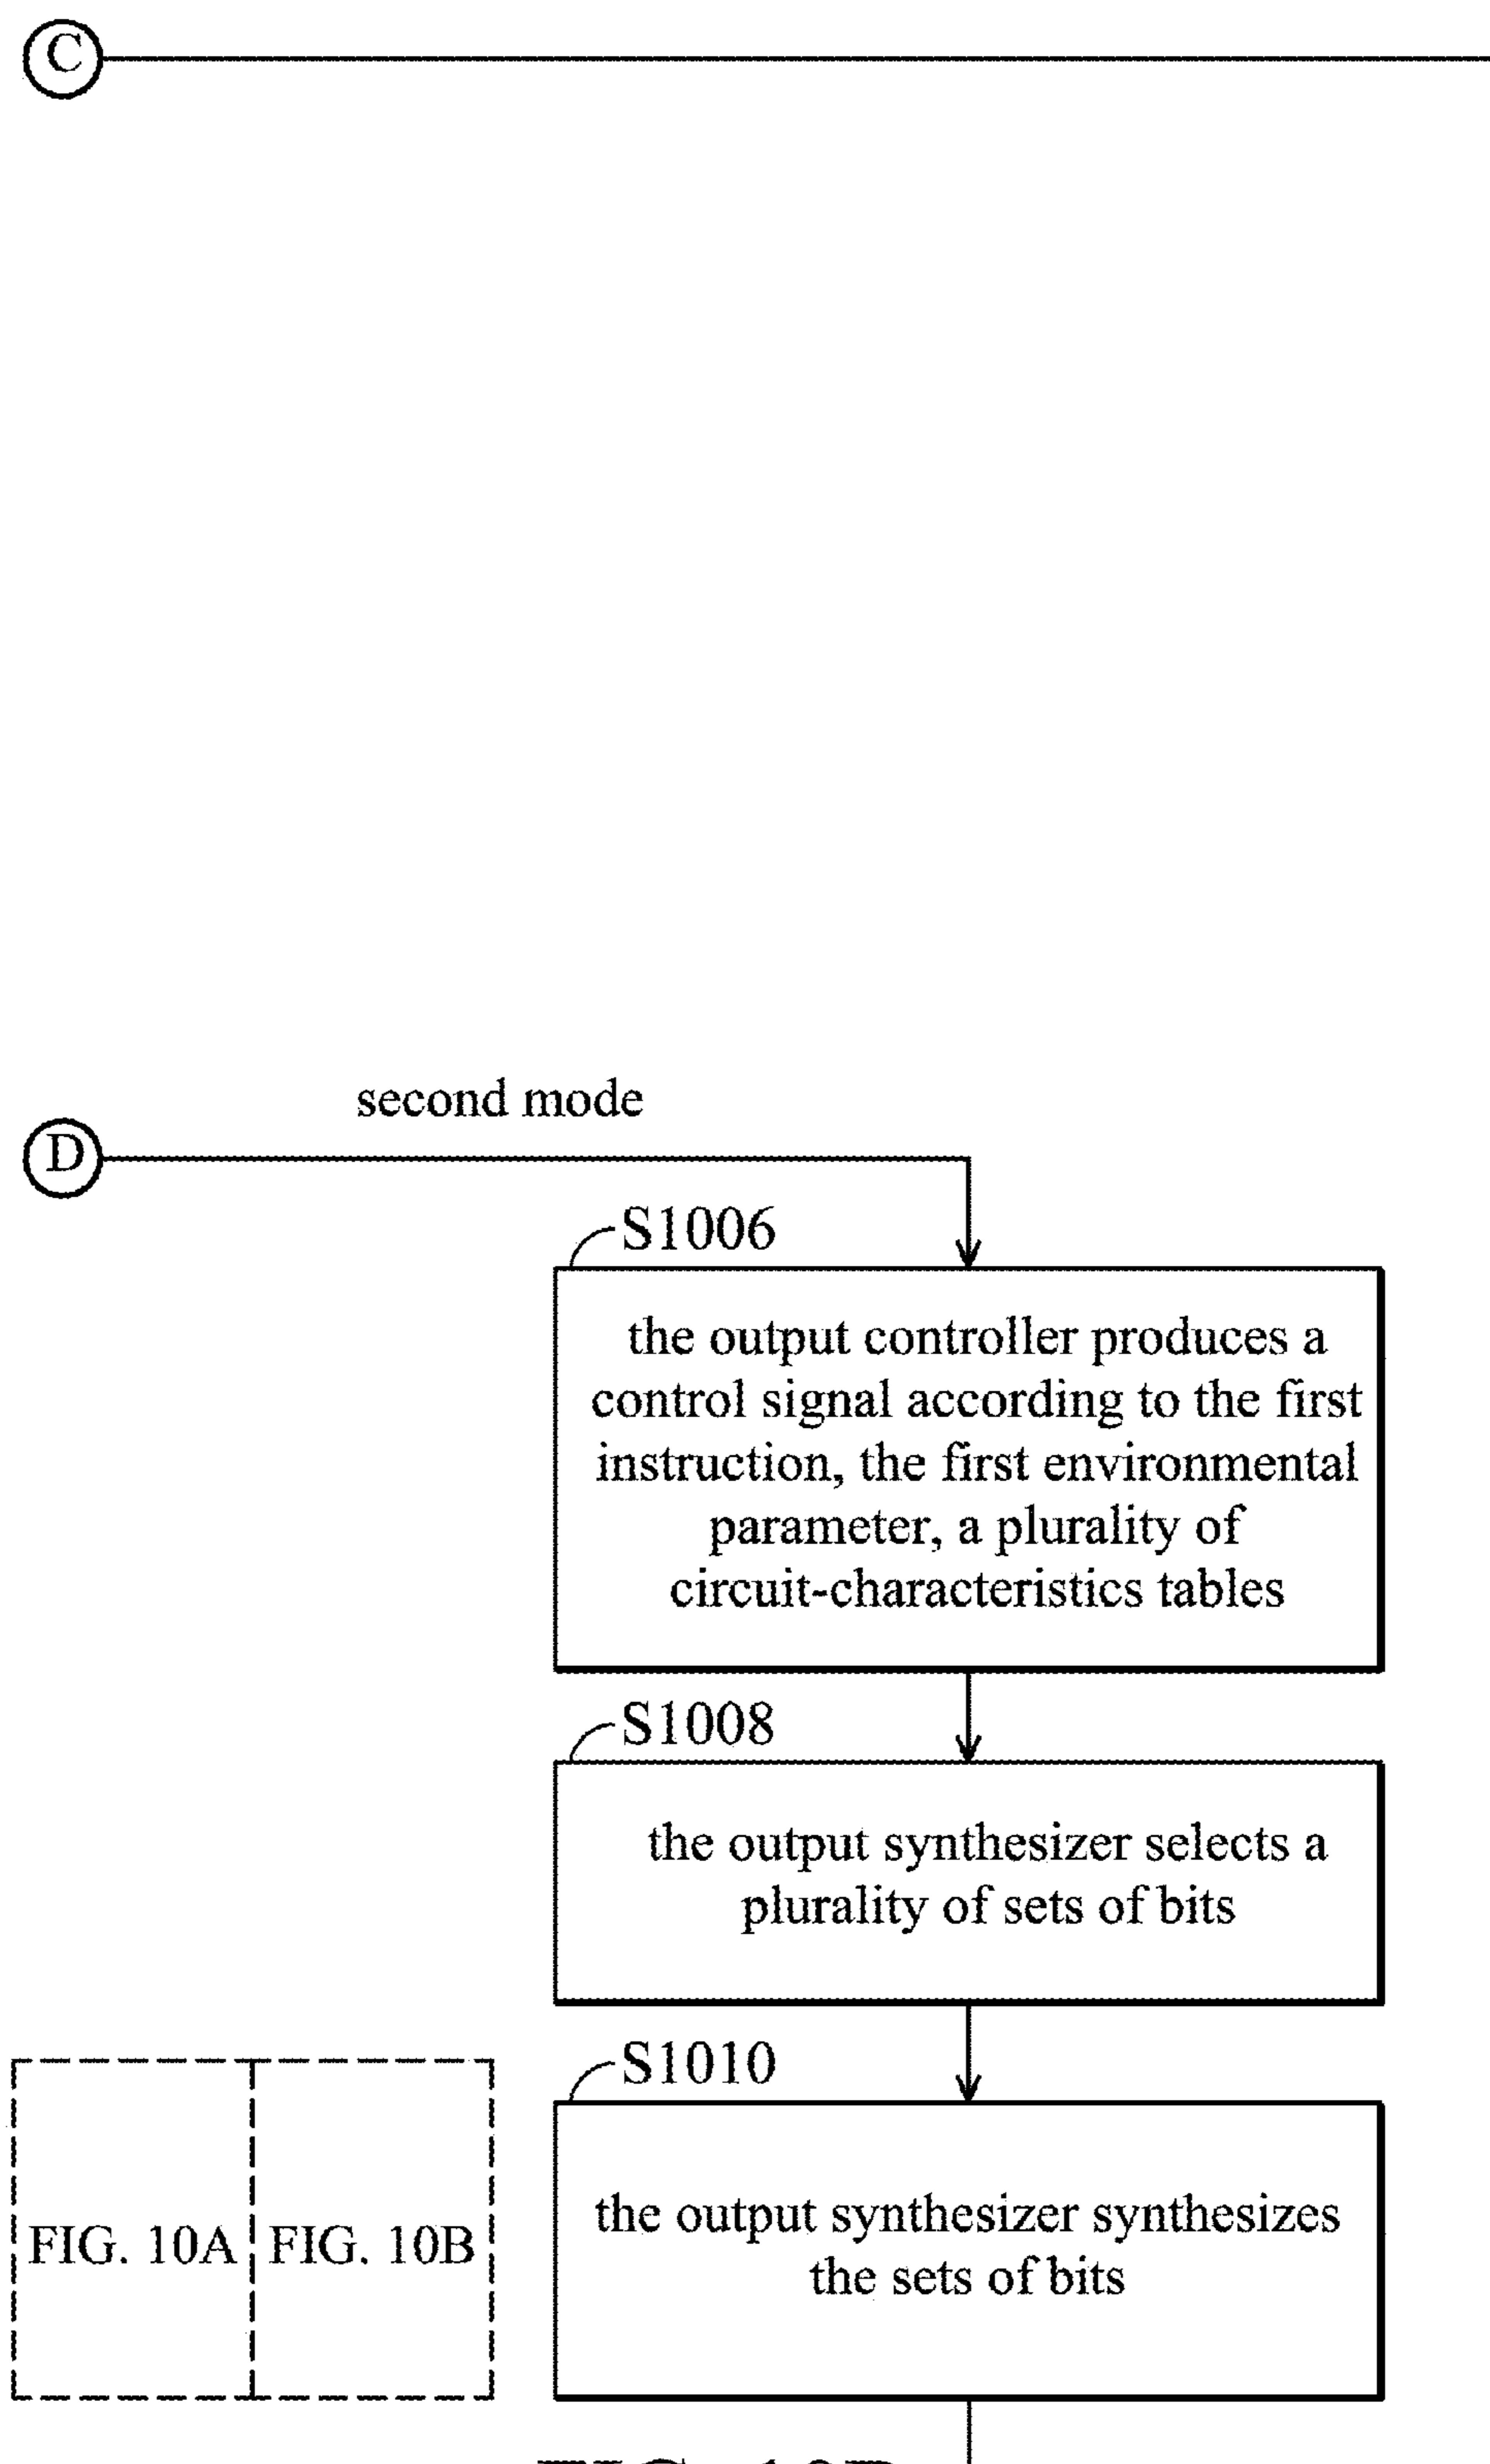 C
second mode
D
S1006
the output controller produces a
control signal according to the first
instruction, the first environmental
parameter, a plurality of
circuit-characteristics tables
S1008
the output synthesizer selects a
plurality of sets of bits
S1010
the output synthesizer synthesizes
the sets of bits
FIG. 10A
FIG. 10B